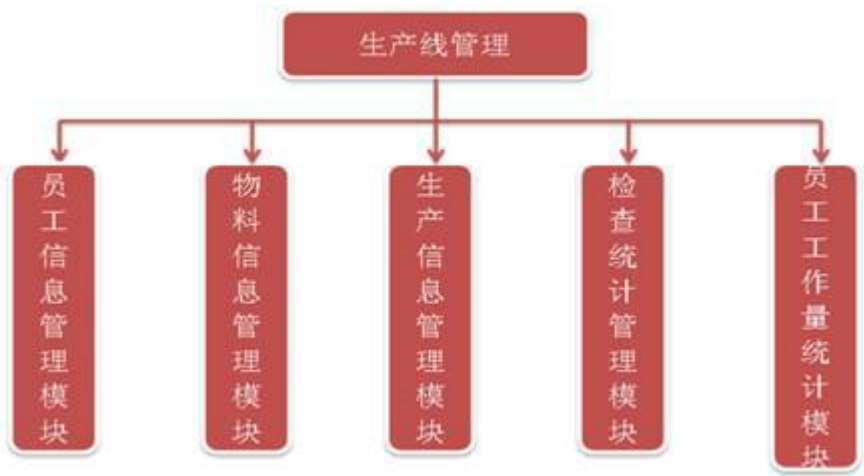 生产线管理
员工信息管理模块
物料信息管理模块
生产信息管理模块
检查统计管理模块
员工工作量统计模块